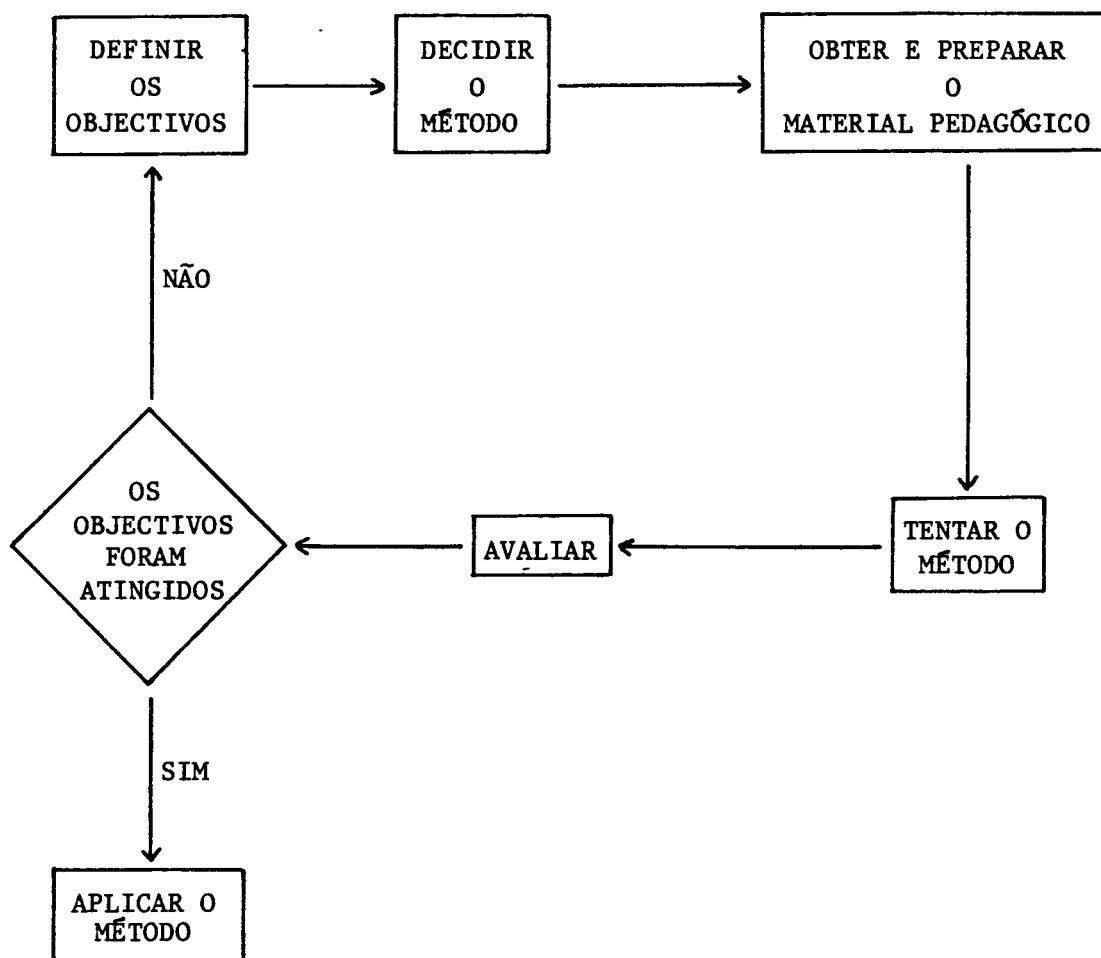 DEFINIR
OS
OBJECTIVOS
DECIDIR
O
MÉTODO
OBTER E PREPARAR
O
MATERIAL PEDAGÓGICO
NÃO
OS
OBJECTIVOS
FORAM
ATINGIDOS
AVALIAR
TENTAR O
MÉTODO
SIM
APLICAR O
MÉTODO